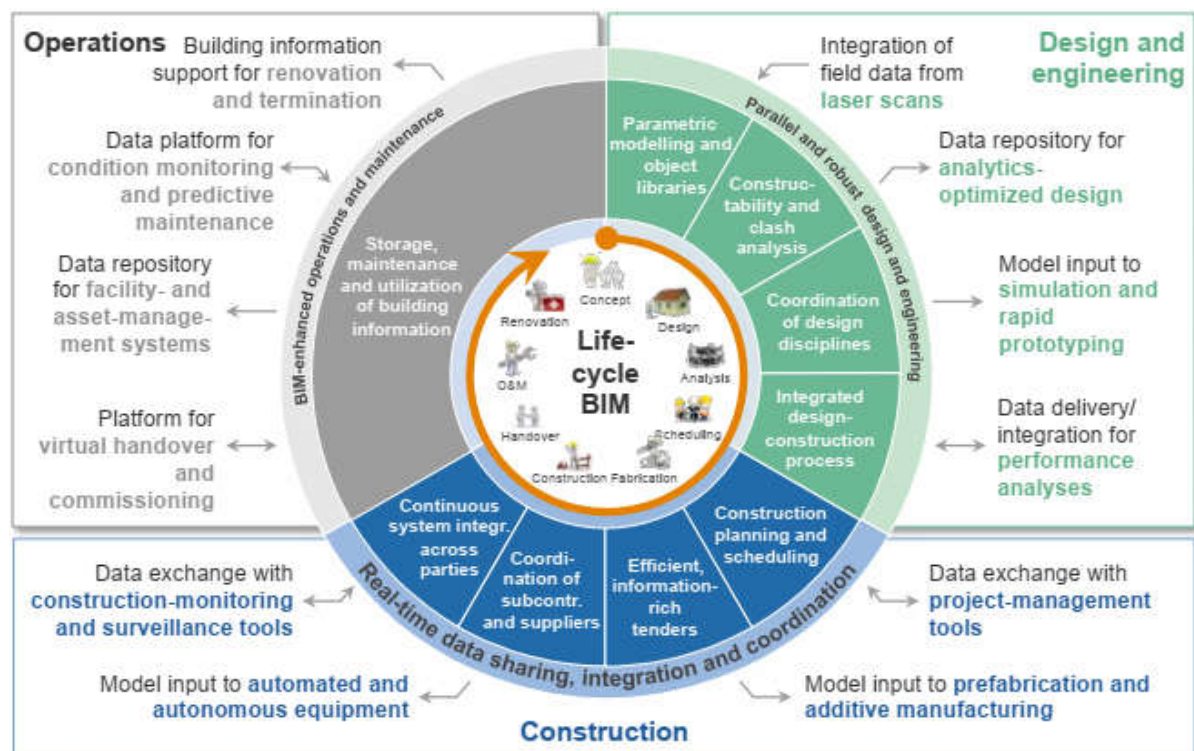 Operations
Building information
support for renovation
and termination
Data platform for
condition monitoring
and predictive
maintenance
Data repository
for facility- and
asset-manage-
ment systems
Platform for
virtual handover
and
commissioning
BIM-enhanced operations and maintenance
Storage,
maintenance
and utilization
of building
information
Design and
engineering
Integration of
field data from
laser scans
Data repository for
analytics-
optimized design
Model input to
simulation and
rapid
prototyping
Data delivery/
integration for
performance
analyses
Parallel and robust design and engineering
Parametric
modelling and
object
libraries
Construc-
tability and
clash
analysis
Coordination
of design
disciplines
Integrated
design-
construction
process
Life-
cycle
BIM
Concept
Design
Analysis
Scheduling
Fabrication
Construction
Handover
O&M
Renovation
Construction
planning and
scheduling
Efficient,
information-
rich
tenders
Coordi-
nation of
subcontr.
and suppliers
Continuous
system integr.
across
parties
Real-time data sharing, integration and coordination
Data exchange with
construction-monitoring
and surveillance tools
Model input to automated and
autonomous equipment
Data exchange with
project-management
tools
Model input to prefabrication and
additive manufacturing
Construction